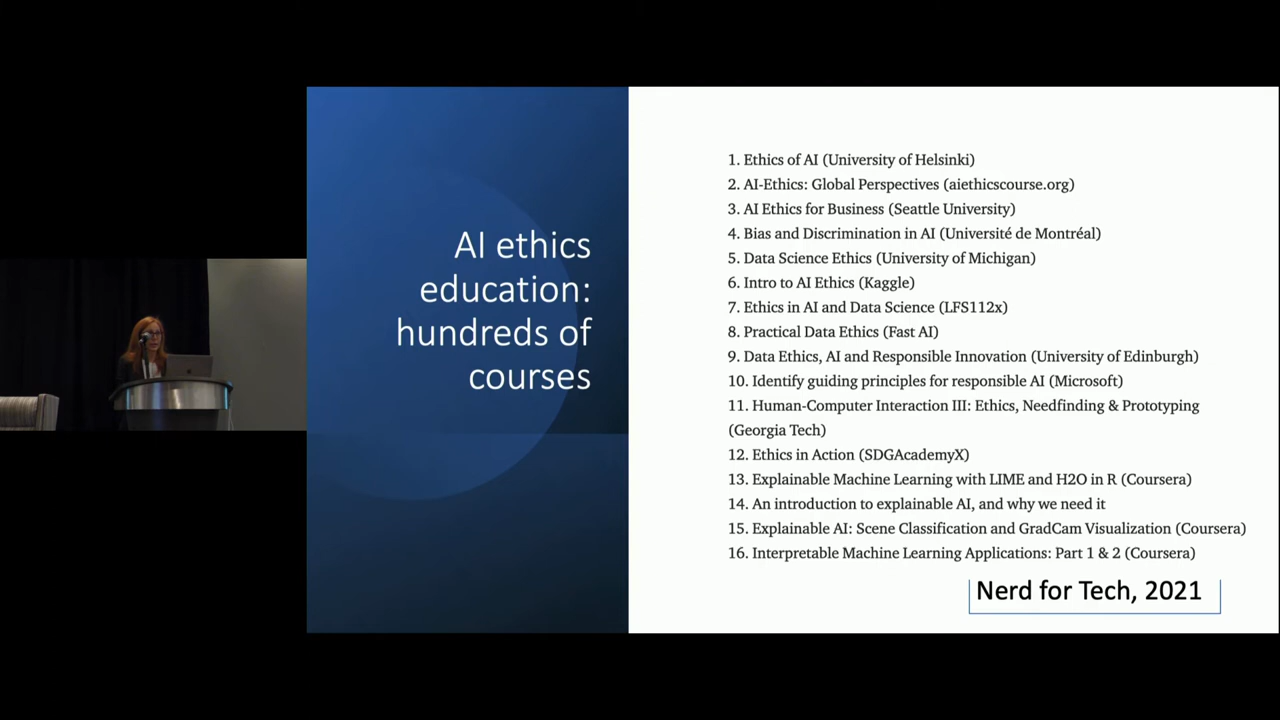 AI ethics
education:
hundreds of
courses
1. Ethics of AI (University of Helsinki)
2. AI-Ethics: Global Perspectives (aiethicscourse.org)
3. AI Ethics for Business (Seattle University)
4. Bias and Discrimination in AI (Université de Montréal)
5. Data Science Ethics (University of Michigan)
6. Intro to AI Ethics (Kaggle)
7. Ethics in AI and Data Science (LFS112x)
8. Practical Data Ethics (Fast AI)
9. Data Ethics, AI and Responsible Innovation (University of Edinburgh)
10. Identify guiding principles for responsible AI (Microsoft)
11. Human-Computer Interaction III: Ethics, Needfinding & Prototyping
(Georgia Tech)
12. Ethics in Action (SDGAcademyX)
13. Explainable Machine Learning with LIME and H2O in R (Coursera)
14. An introduction to explainable AI, and why we need it
15. Explainable AI: Scene Classification and GradCam Visualization (Coursera)
16. Interpretable Machine Learning Applications: Part 1 & 2 (Coursera)
Nerd for Tech, 2021